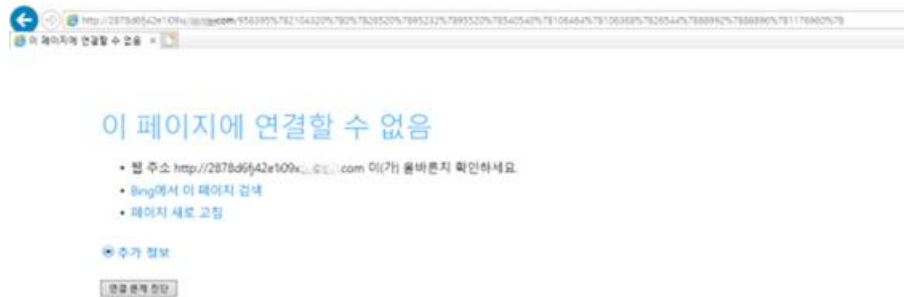 이 페이지에 연결할 수 없음
이 페이지에 연결할 수 없음
• 웹 주소 com 이(가) 올바른지 확인하세요.
• Bing에서 이 페이지 검색
• 페이지 새로 고침
추가 정보
연결 문제 진단